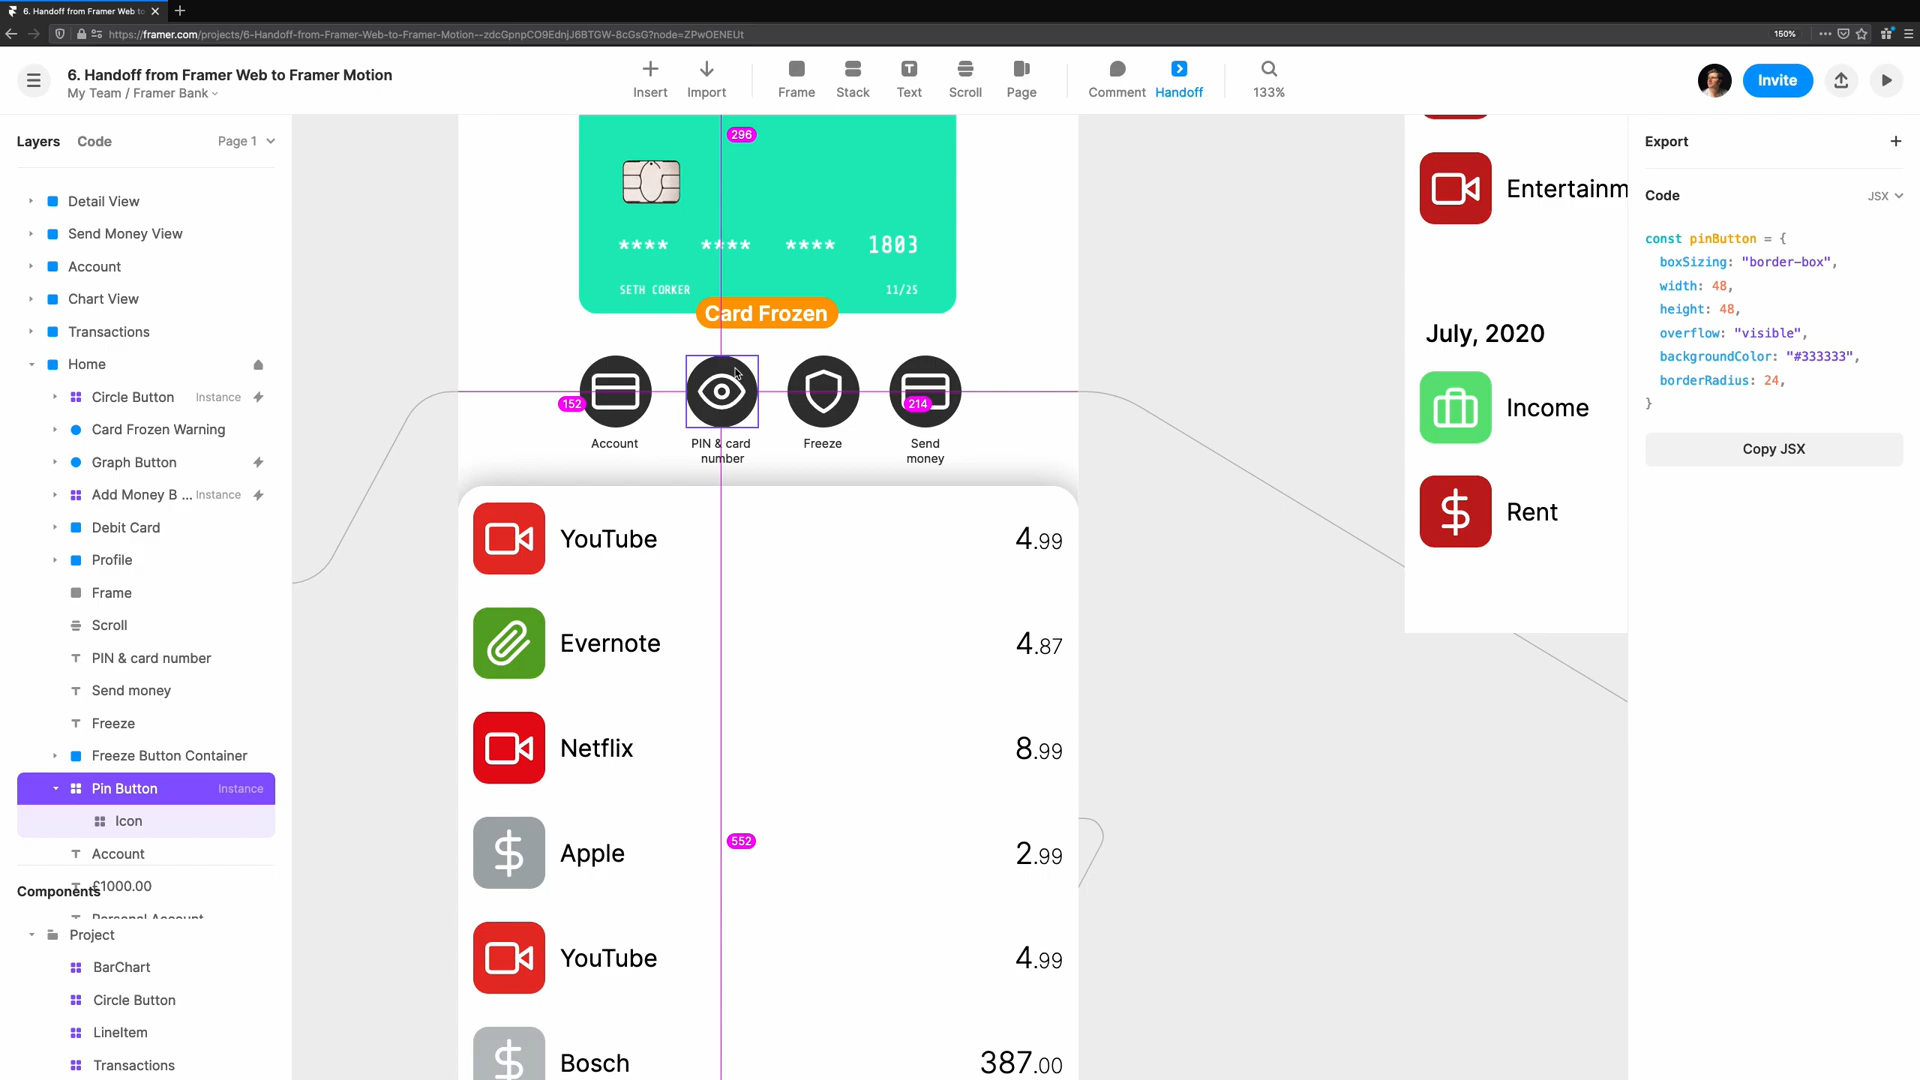 6. Handoff from Framer Web to
https://framer.com/projects/6-Handoff-from-Framer-Web-to-Framer-Motion--zdcGpnpCO9EdnjJ6BTGW-8cGsG?node=ZPwOENEUt
150%
6. Handoff from Framer Web to Framer Motion
My Team / Framer Bank
Insert
Import
Frame
Stack
Text
Scroll
Page
Comment
Handoff
133%
Invite
Layers
Code
Page 1
Detail View
Send Money View
Account
Chart View
Transactions
Home
Circle Button
Instance
Card Frozen Warning
Graph Button
Add Money B ...
Instance
Debit Card
Profile
Frame
Scroll
PIN & card number
Send money
Freeze
Freeze Button Container
Pin Button
Instance
Icon
Account
£1000.00
Personal Account
Components
Project
BarChart
Circle Button
LineItem
Transactions
296
**** **** **** 1803
SETH CORKER
11/25
Card Frozen
152
214
Account
PIN & card
number
Freeze
Send
money
YouTube
4.99
Evernote
4.87
Netflix
8.99
552
Apple
2.99
YouTube
4.99
Bosch
387.00
Entertainm
July, 2020
Income
Rent
Export
Code
JSX
const pinButton = {
boxSizing: "border-box",
width: 48,
height: 48,
overflow: "visible",
backgroundColor: "#333333",
borderRadius: 24,
}
Copy JSX